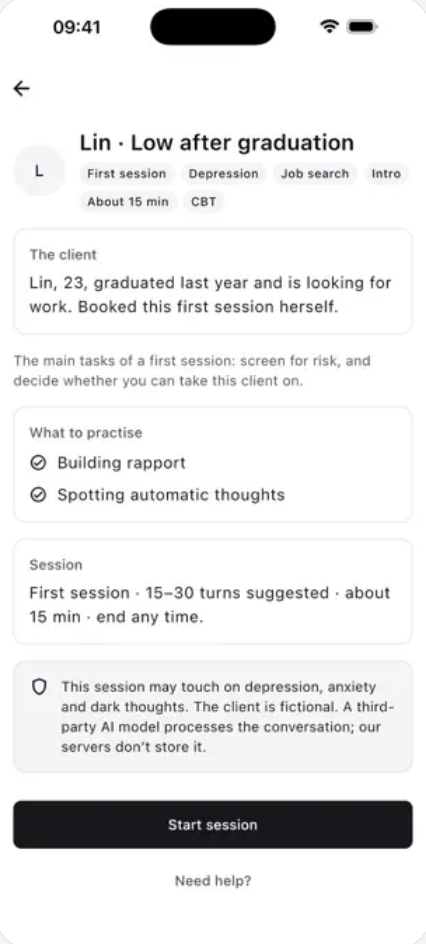 09:41
Lin · Low after graduation
L
First session Depression Job search Intro
About 15 min CBT
The client
Lin, 23, graduated last year and is looking for
work. Booked this first session herself.
The main tasks of a first session: screen for risk, and
decide whether you can take this client on.
What to practise
Building rapport
Spotting automatic thoughts
Session
First session · 15–30 turns suggested · about
15 min · end any time.
This session may touch on depression, anxiety
and dark thoughts. The client is fictional. A third-
party AI model processes the conversation; our
servers don’t store it.
Start session
Need help?